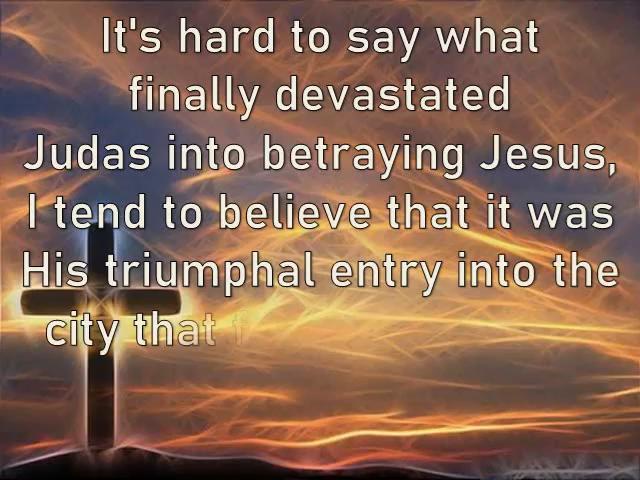 It's hard to say what
finally devastated
Judas into betraying Jesus,
I tend to believe that it was
His triumphal entry into the
city that